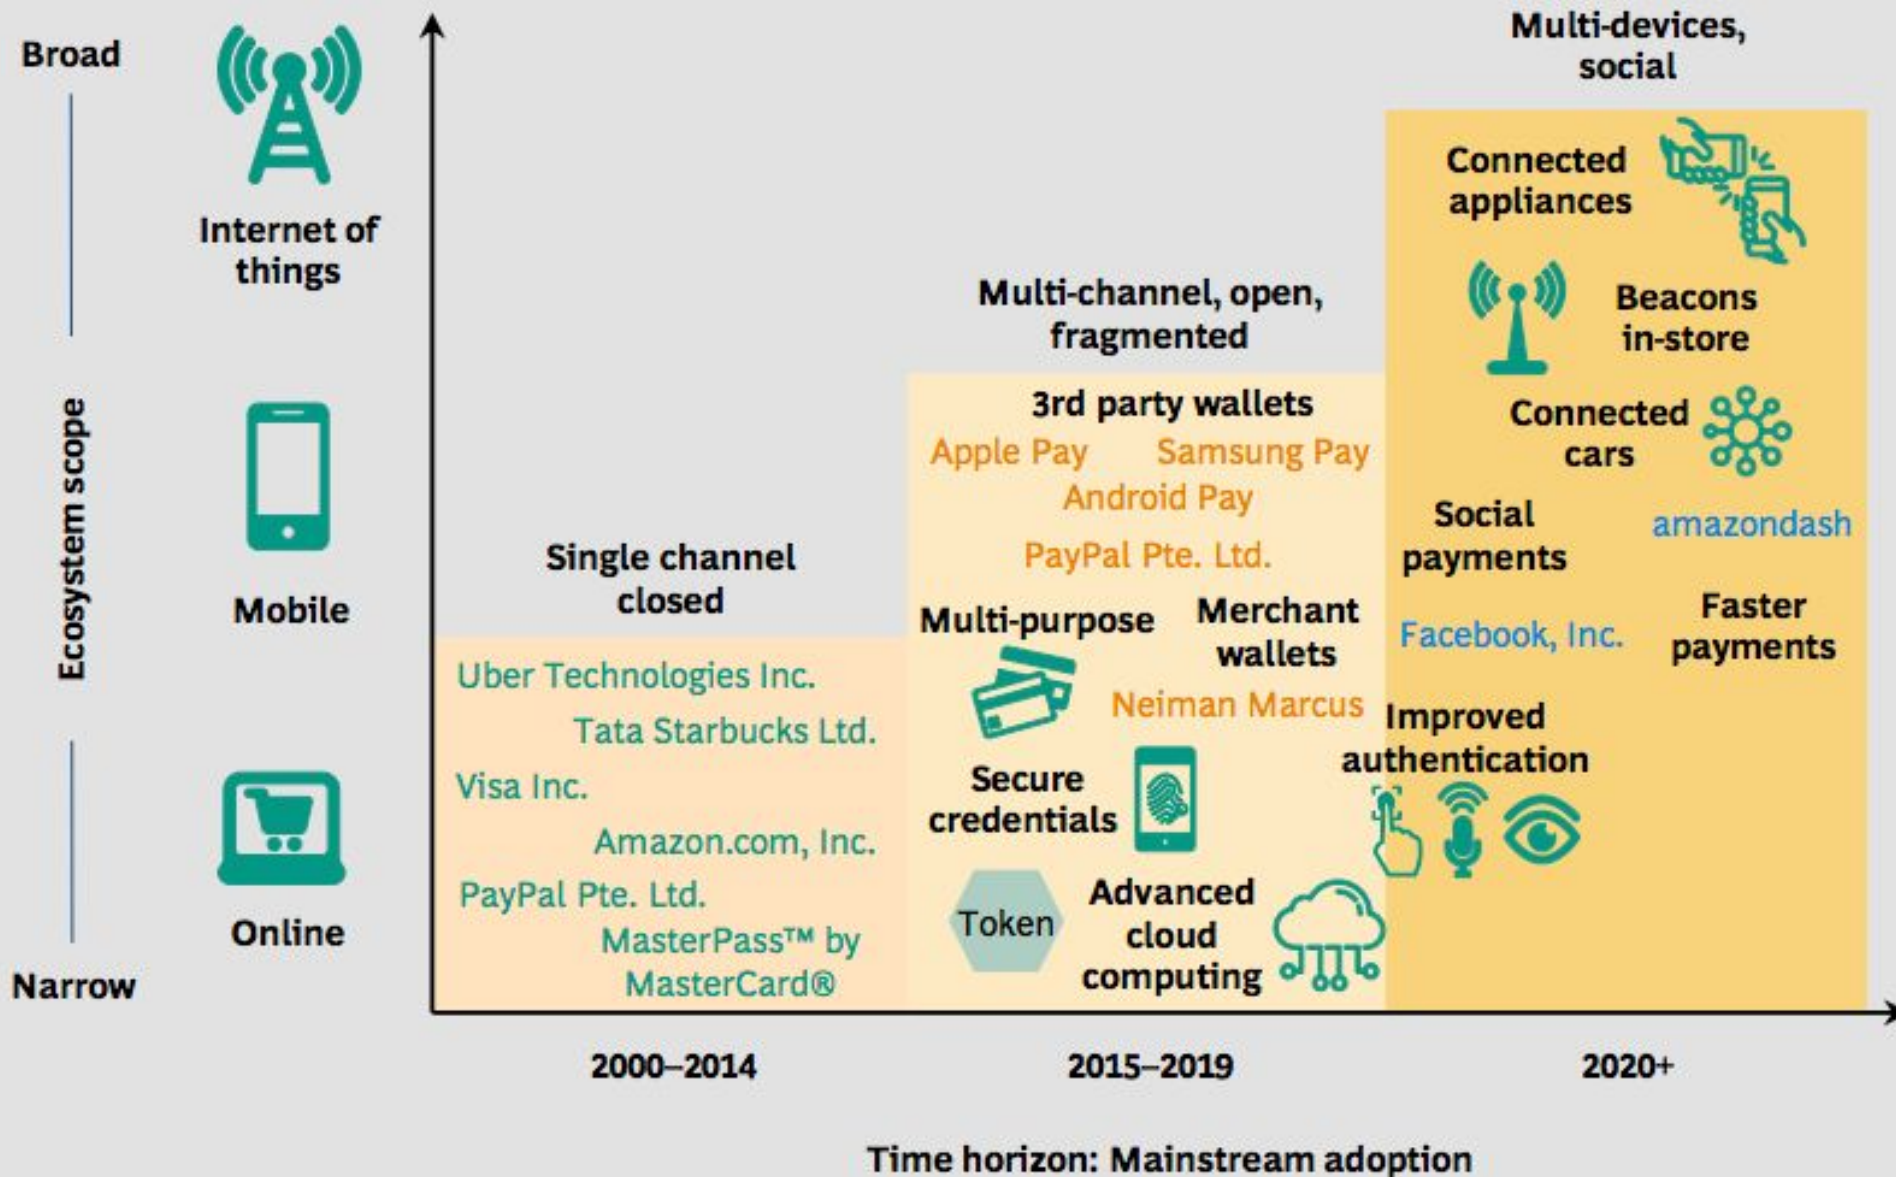 Broad
Internet of
things
Ecosystem scope
Mobile
Online
Narrow
Single channel
closed
Uber Technologies Inc.
Tata Starbucks Ltd.
Visa Inc.
Amazon.com, Inc.
PayPal Pte. Ltd.
MasterPass™ by
MasterCard®
Multi-channel, open,
fragmented
3rd party wallets
Apple Pay
Samsung Pay
Android Pay
PayPal Pte. Ltd.
Multi-purpose
Merchant
wallets
Neiman Marcus
Secure
credentials
Token
Advanced
cloud
computing
Multi-devices,
social
Connected
appliances
Beacons
in-store
Connected
cars
Social
payments
amazondash
Facebook, Inc.
Faster
payments
Improved
authentication
2000–2014
2015–2019
2020+
Time horizon: Mainstream adoption